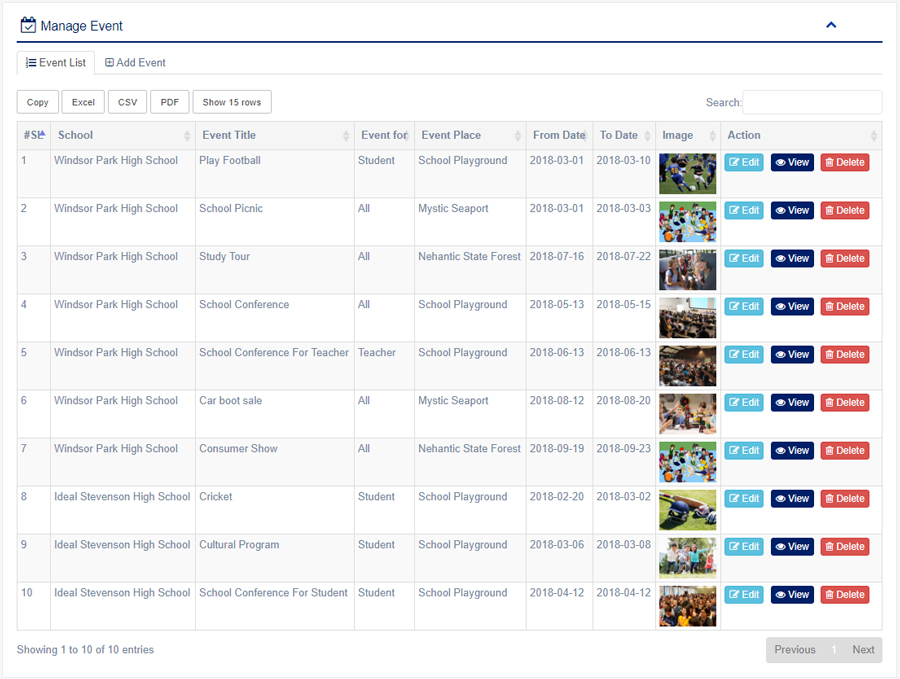 Manage Event
Event List Add Event
Copy Excel CSV PDF Show 15 rows Search:
#SL School Event Title Event for Event Place From Date To Date Image Action
1 Windsor Park High School Play Football Student School Playground 2018-03-01 2018-03-10 Edit View Delete
2 Windsor Park High School School Picnic All Mystic Seaport 2018-03-01 2018-03-03 Edit View Delete
3 Windsor Park High School Study Tour All Nehantic State Forest 2018-07-16 2018-07-22 Edit View Delete
4 Windsor Park High School School Conference All School Playground 2018-05-13 2018-05-15 Edit View Delete
5 Windsor Park High School School Conference For Teacher Teacher School Playground 2018-06-13 2018-06-13 Edit View Delete
6 Windsor Park High School Car boot sale All Mystic Seaport 2018-08-12 2018-08-20 Edit View Delete
7 Windsor Park High School Consumer Show All Nehantic State Forest 2018-09-19 2018-09-23 Edit View Delete
8 Ideal Stevenson High School Cricket Student School Playground 2018-02-20 2018-03-02 Edit View Delete
9 Ideal Stevenson High School Cultural Program Student School Playground 2018-03-06 2018-03-08 Edit View Delete
10 Ideal Stevenson High School School Conference For Student Student School Playground 2018-04-12 2018-04-12 Edit View Delete
Showing 1 to 10 of 10 entries Previous 1 Next